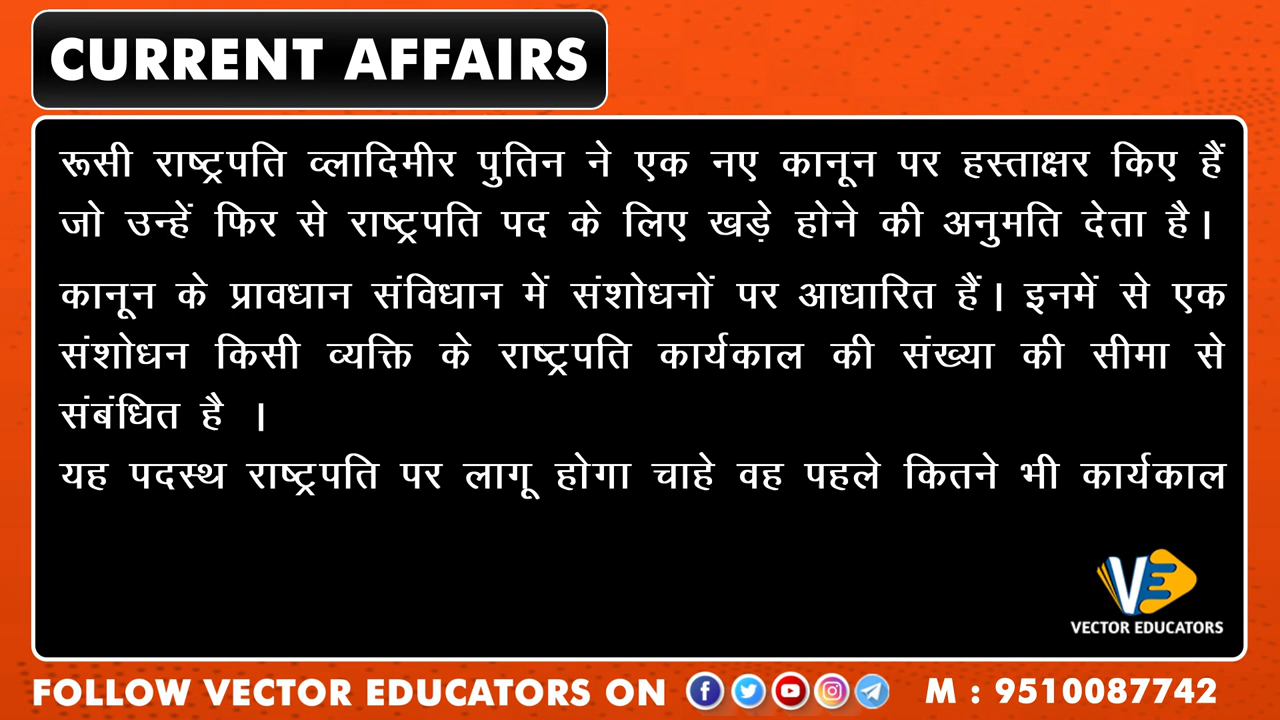 CURRENT AFFAIRS
रूसी राष्ट्रपति व्लादिमीर पुतिन ने एक नए कानून पर हस्ताक्षर किए हैं
जो उन्हें फिर से राष्ट्रपति पद के लिए खड़े होने की अनुमति देता है।
कानून के प्रावधान संविधान में संशोधनों पर आधारित हैं। इनमें से एक
संशोधन किसी व्यक्ति के राष्ट्रपति कार्यकाल की संख्या की सीमा से
संबंधित है ।
यह पदस्थ राष्ट्रपति पर लागू होगा चाहे वह पहले कितने भी कार्यकाल
VE
VECTOR EDUCATORS
FOLLOW VECTOR EDUCATORS ON M : 9510087742